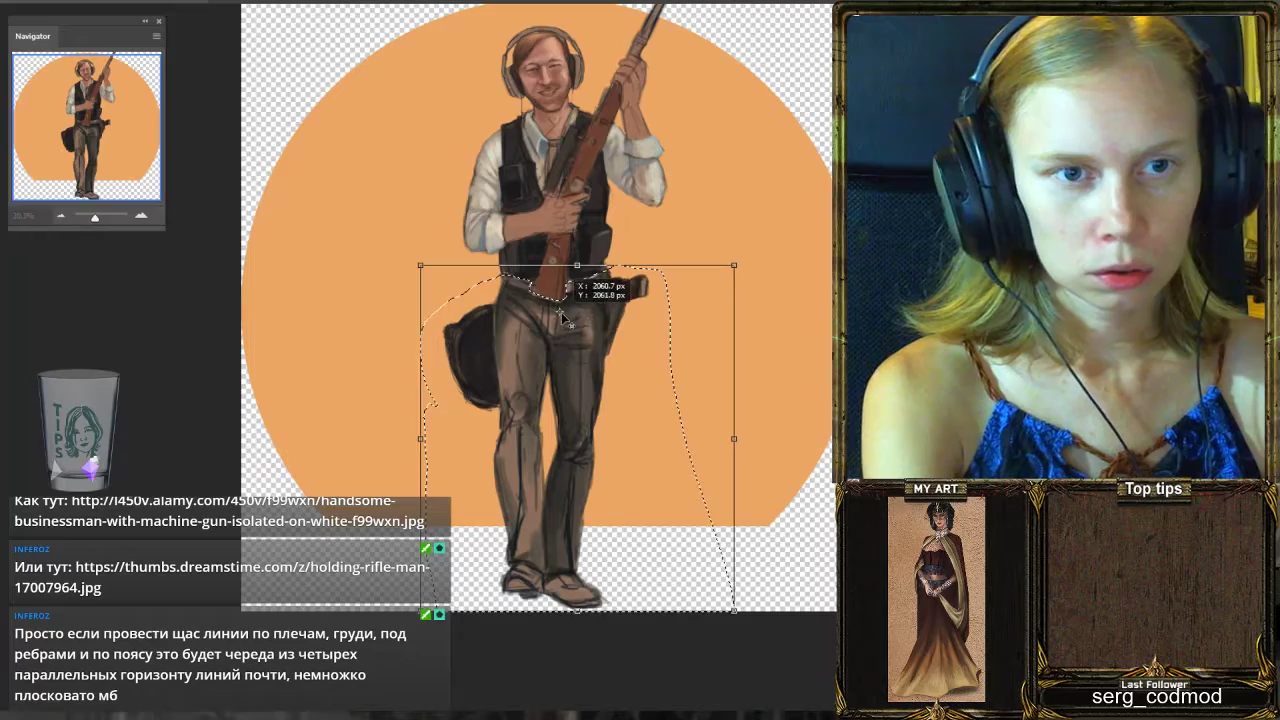 Navigator
X : 2060.7 px
Y : 2061.8 px
TIPS
Как тут: http://l450v.alamy.com/450v/f99wxn/handsome-
businessman-with-machine-gun-isolated-on-white-f99wxn.jpg
INFEROZ
Или тут: https://thumbs.dreamstime.com/z/holding-rifle-man-
17007964.jpg
INFEROZ
Просто если провести щас линии по плечам, груди, под
ребрами и по поясу это будет череда из четырех
параллельных горизонту линий почти, немножко
плосковато мб
MY ART
Top tips
Last Follower
serg_codmod